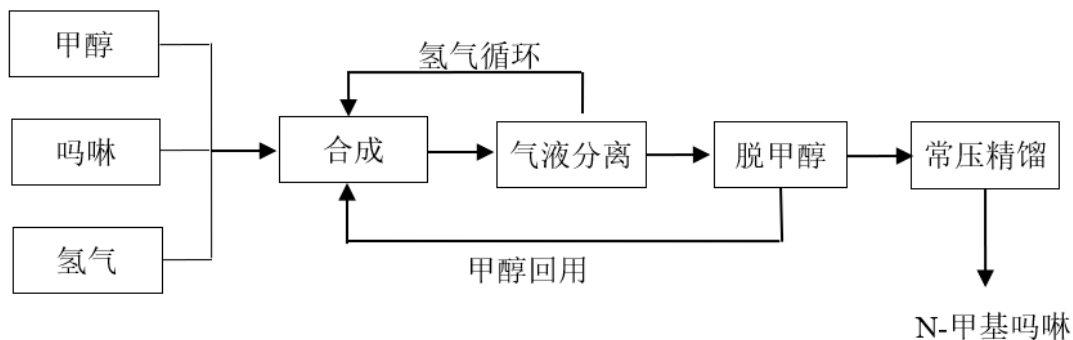 甲醇
吗啉
氢气
氢气循环
合成
气液分离
脱甲醇
常压精馏
甲醇回用
N-甲基吗啉